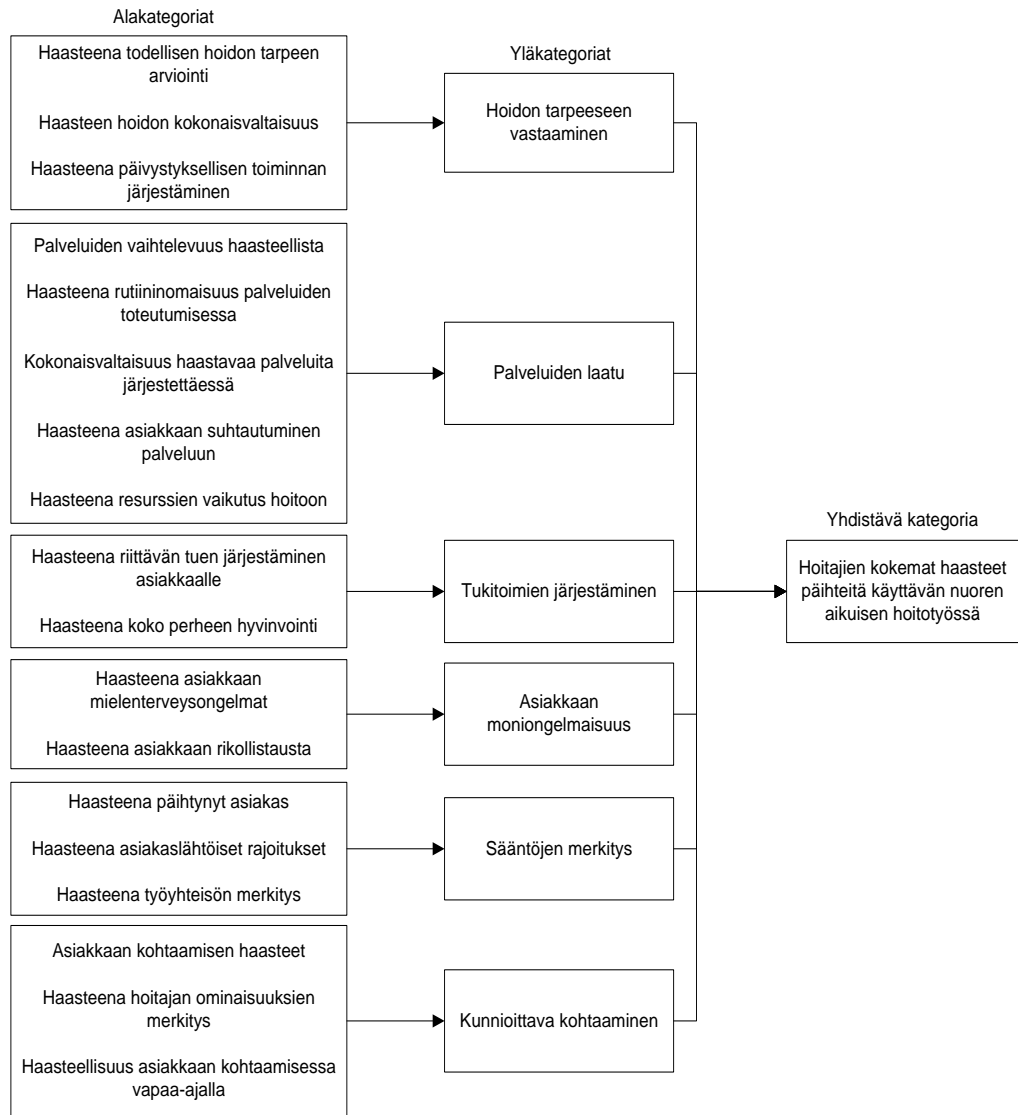 Alakategoriat
Haasteena todellisen hoidon tarpeen
arviointi
Haasteen hoidon kokonaisvaltaisuus
Haasteena päivystyksellisen toiminnan
järjestäminen
Palveluiden vaihtelevuus haasteellista
Haasteena rutiininomaisuus palveluiden
toteutumisessa
Kokonaisvaltaisuus haastavaa palveluita
järjestettäessä
Haasteena asiakkaan suhtautuminen
palveluun
Haasteena resurssien vaikutus hoitoon
Haasteena riittävän tuen järjestäminen
asiakkaalle
Haasteena koko perheen hyvinvointi
Haasteena asiakkaan
mielenterveysongelmat
Haasteena asiakkaan rikollistausta
Haasteena päihtynyt asiakas
Haasteena asiakaslähtöiset rajoitukset
Haasteena työyhteisön merkitys
Asiakkaan kohtaamisen haasteet
Haasteena hoitajan ominaisuuksien
merkitys
Haasteellisuus asiakkaan kohtaamisessa
vapaa-ajalla
Yläkategoriat
Hoidon tarpeeseen
vastaaminen
Palveluiden laatu
Tukitoimien järjestäminen
Asiakkaan
moniongelmaisuus
Sääntöjen merkitys
Kunnioittava kohtaaminen
Yhdistävä kategoria
Hoitajien kokemat haasteet
päihteitä käyttävän nuoren
aikuisen hoitotyössä